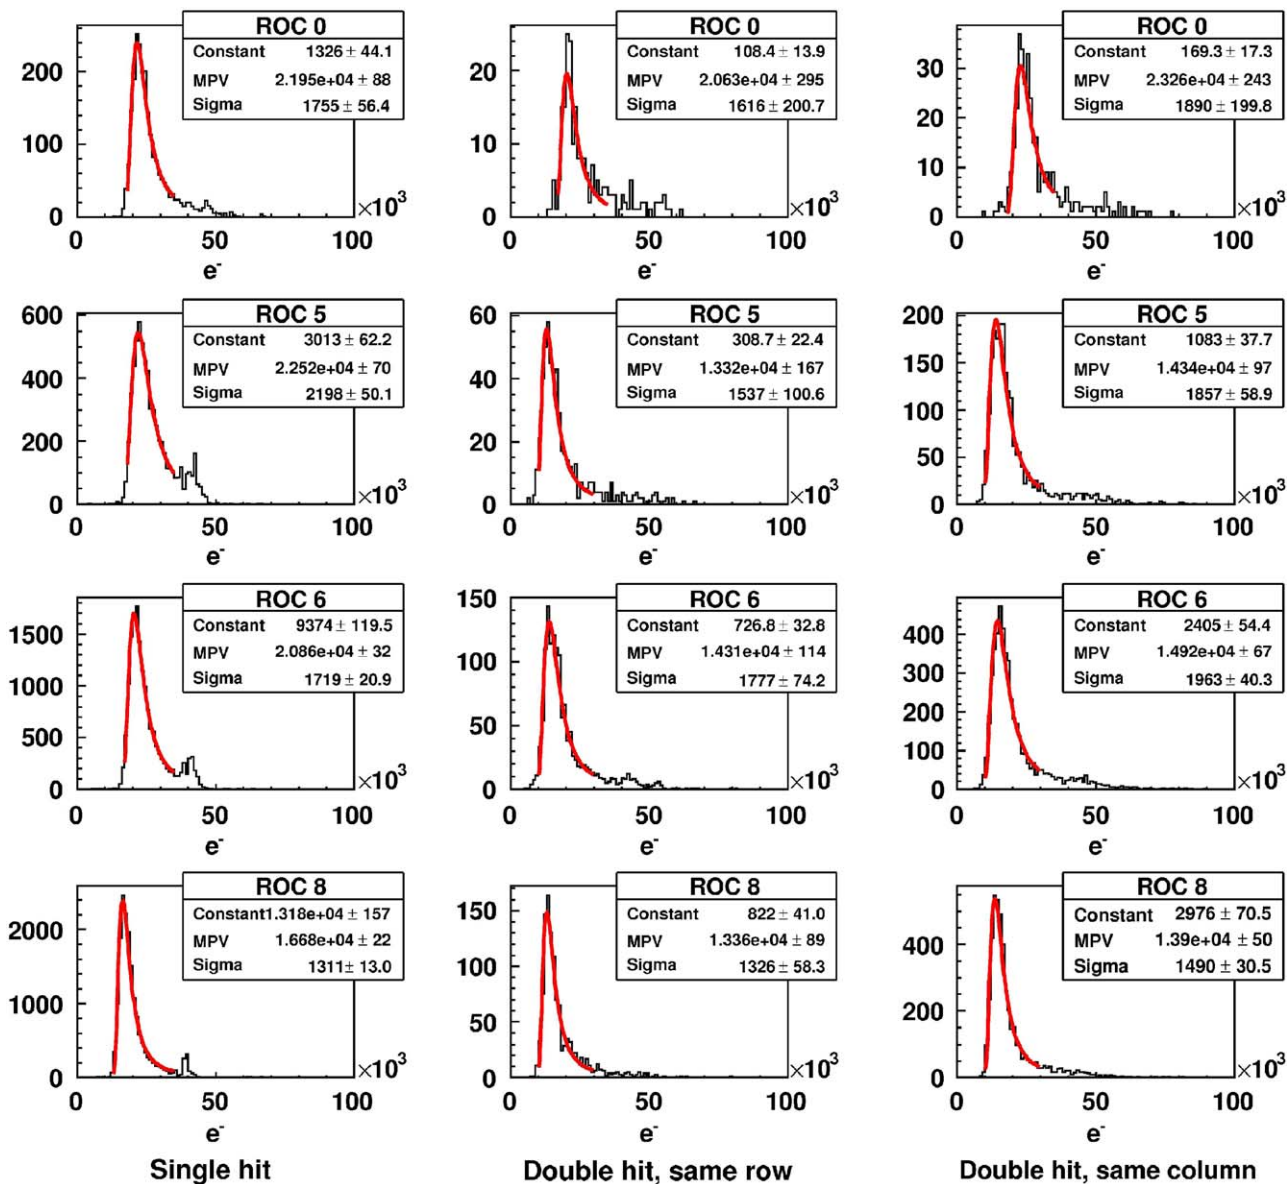 ROC 0
Constant 1326 ± 44.1
MPV 2.195e+04 ± 88
Sigma 1755 ± 56.4
200
100
0
0 50 100 ×10³
e⁻
ROC 0
Constant 108.4 ± 13.9
MPV 2.063e+04 ± 295
Sigma 1616 ± 200.7
20
10
0
0 50 100 ×10³
e⁻
ROC 0
Constant 169.3 ± 17.3
MPV 2.326e+04 ± 243
Sigma 1890 ± 199.8
30
20
10
0
0 50 100 ×10³
e⁻
ROC 5
Constant 3013 ± 62.2
MPV 2.252e+04 ± 70
Sigma 2198 ± 50.1
600
400
200
0
0 50 100 ×10³
e⁻
ROC 5
Constant 308.7 ± 22.4
MPV 1.332e+04 ± 167
Sigma 1537 ± 100.6
60
40
20
0
0 50 100 ×10³
e⁻
ROC 5
Constant 1083 ± 37.7
MPV 1.434e+04 ± 97
Sigma 1857 ± 58.9
200
150
100
50
0
0 50 100 ×10³
e⁻
ROC 6
Constant 9374 ± 119.5
MPV 2.086e+04 ± 32
Sigma 1719 ± 20.9
1500
1000
500
0
0 50 100 ×10³
e⁻
ROC 6
Constant 726.8 ± 32.8
MPV 1.431e+04 ± 114
Sigma 1777 ± 74.2
150
100
50
0
0 50 100 ×10³
e⁻
ROC 6
Constant 2405 ± 54.4
MPV 1.492e+04 ± 67
Sigma 1963 ± 40.3
400
300
200
100
0
0 50 100 ×10³
e⁻
ROC 8
Constant1.318e+04 ± 157
MPV 1.668e+04 ± 22
Sigma 1311± 13.0
2000
1000
0
0 50 100 ×10³
e⁻
ROC 8
Constant 822 ± 41.0
MPV 1.336e+04 ± 89
Sigma 1326 ± 58.3
150
100
50
0
0 50 100 ×10³
e⁻
ROC 8
Constant 2976 ± 70.5
MPV 1.39e+04 ± 50
Sigma 1490 ± 30.5
400
200
0
0 50 100 ×10³
e⁻
Single hit
Double hit, same row
Double hit, same column